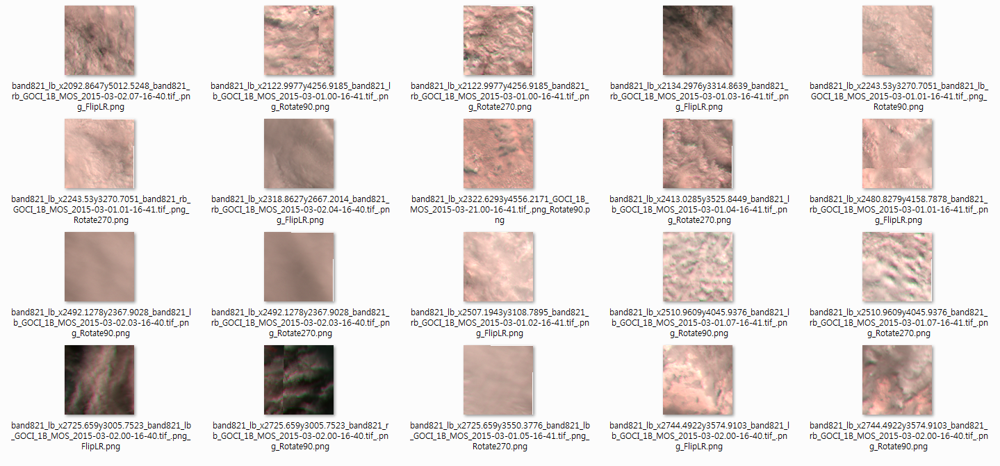 band821_lb_x2092.8647y5012.5248_band821_
rb_GOCI_1B_MOS_2015-03-02.07-16-40.tif_.pn
g_FlipLR.png
band821_lb_x2122.9977y4256.9185_band821_l
b_GOCI_1B_MOS_2015-03-01.00-16-41.tif_.pn
g_Rotate90.png
band821_lb_x2122.9977y4256.9185_band821_
rb_GOCI_1B_MOS_2015-03-01.00-16-41.tif_.pn
g_Rotate270.png
band821_lb_x2134.2976y3314.8639_band821_
rb_GOCI_1B_MOS_2015-03-01.03-16-41.tif_.pn
g_FlipLR.png
band821_lb_x2243.53y3270.7051_band821_lb_
GOCI_1B_MOS_2015-03-01.01-16-41.tif_.png_
Rotate90.png
band821_lb_x2243.53y3270.7051_band821_rb_
GOCI_1B_MOS_2015-03-01.01-16-41.tif_.png_
Rotate270.png
band821_lb_x2318.8627y2667.2014_band821_
rb_GOCI_1B_MOS_2015-03-02.04-16-40.tif_.pn
g_FlipLR.png
band821_lb_x2322.6293y4556.2171_GOCI_1B_
MOS_2015-03-21.00-16-41.tif_.png_Rotate90.p
ng
band821_lb_x2413.0285y3525.8449_band821_l
b_GOCI_1B_MOS_2015-03-01.04-16-41.tif_.pn
g_Rotate270.png
band821_lb_x2480.8279y4158.7878_band821_
rb_GOCI_1B_MOS_2015-03-01.01-16-41.tif_.pn
g_FlipLR.png
band821_lb_x2492.1278y2367.9028_band821_l
b_GOCI_1B_MOS_2015-03-02.03-16-40.tif_.pn
g_Rotate90.png
band821_lb_x2492.1278y2367.9028_band821_
rb_GOCI_1B_MOS_2015-03-02.03-16-40.tif_.pn
g_Rotate270.png
band821_lb_x2507.1943y3108.7895_band821_
rb_GOCI_1B_MOS_2015-03-01.02-16-41.tif_.pn
g_FlipLR.png
band821_lb_x2510.9609y4045.9376_band821_l
b_GOCI_1B_MOS_2015-03-01.07-16-41.tif_.pn
g_Rotate90.png
band821_lb_x2510.9609y4045.9376_band821_
rb_GOCI_1B_MOS_2015-03-01.07-16-41.tif_.pn
g_Rotate270.png
band821_lb_x2725.659y3005.7523_band821_lb
_GOCI_1B_MOS_2015-03-02.00-16-40.tif_.png_
FlipLR.png
band821_lb_x2725.659y3005.7523_band821_r
b_GOCI_1B_MOS_2015-03-02.00-16-40.tif_.pn
g_Rotate90.png
band821_lb_x2725.659y3550.3776_band821_lb
_GOCI_1B_MOS_2015-03-01.05-16-41.tif_.png_
Rotate270.png
band821_lb_x2744.4922y3574.9103_band821_l
b_GOCI_1B_MOS_2015-03-02.00-16-40.tif_.pn
g_FlipLR.png
band821_lb_x2744.4922y3574.9103_band821_
rb_GOCI_1B_MOS_2015-03-02.00-16-40.tif_.pn
g_Rotate90.png